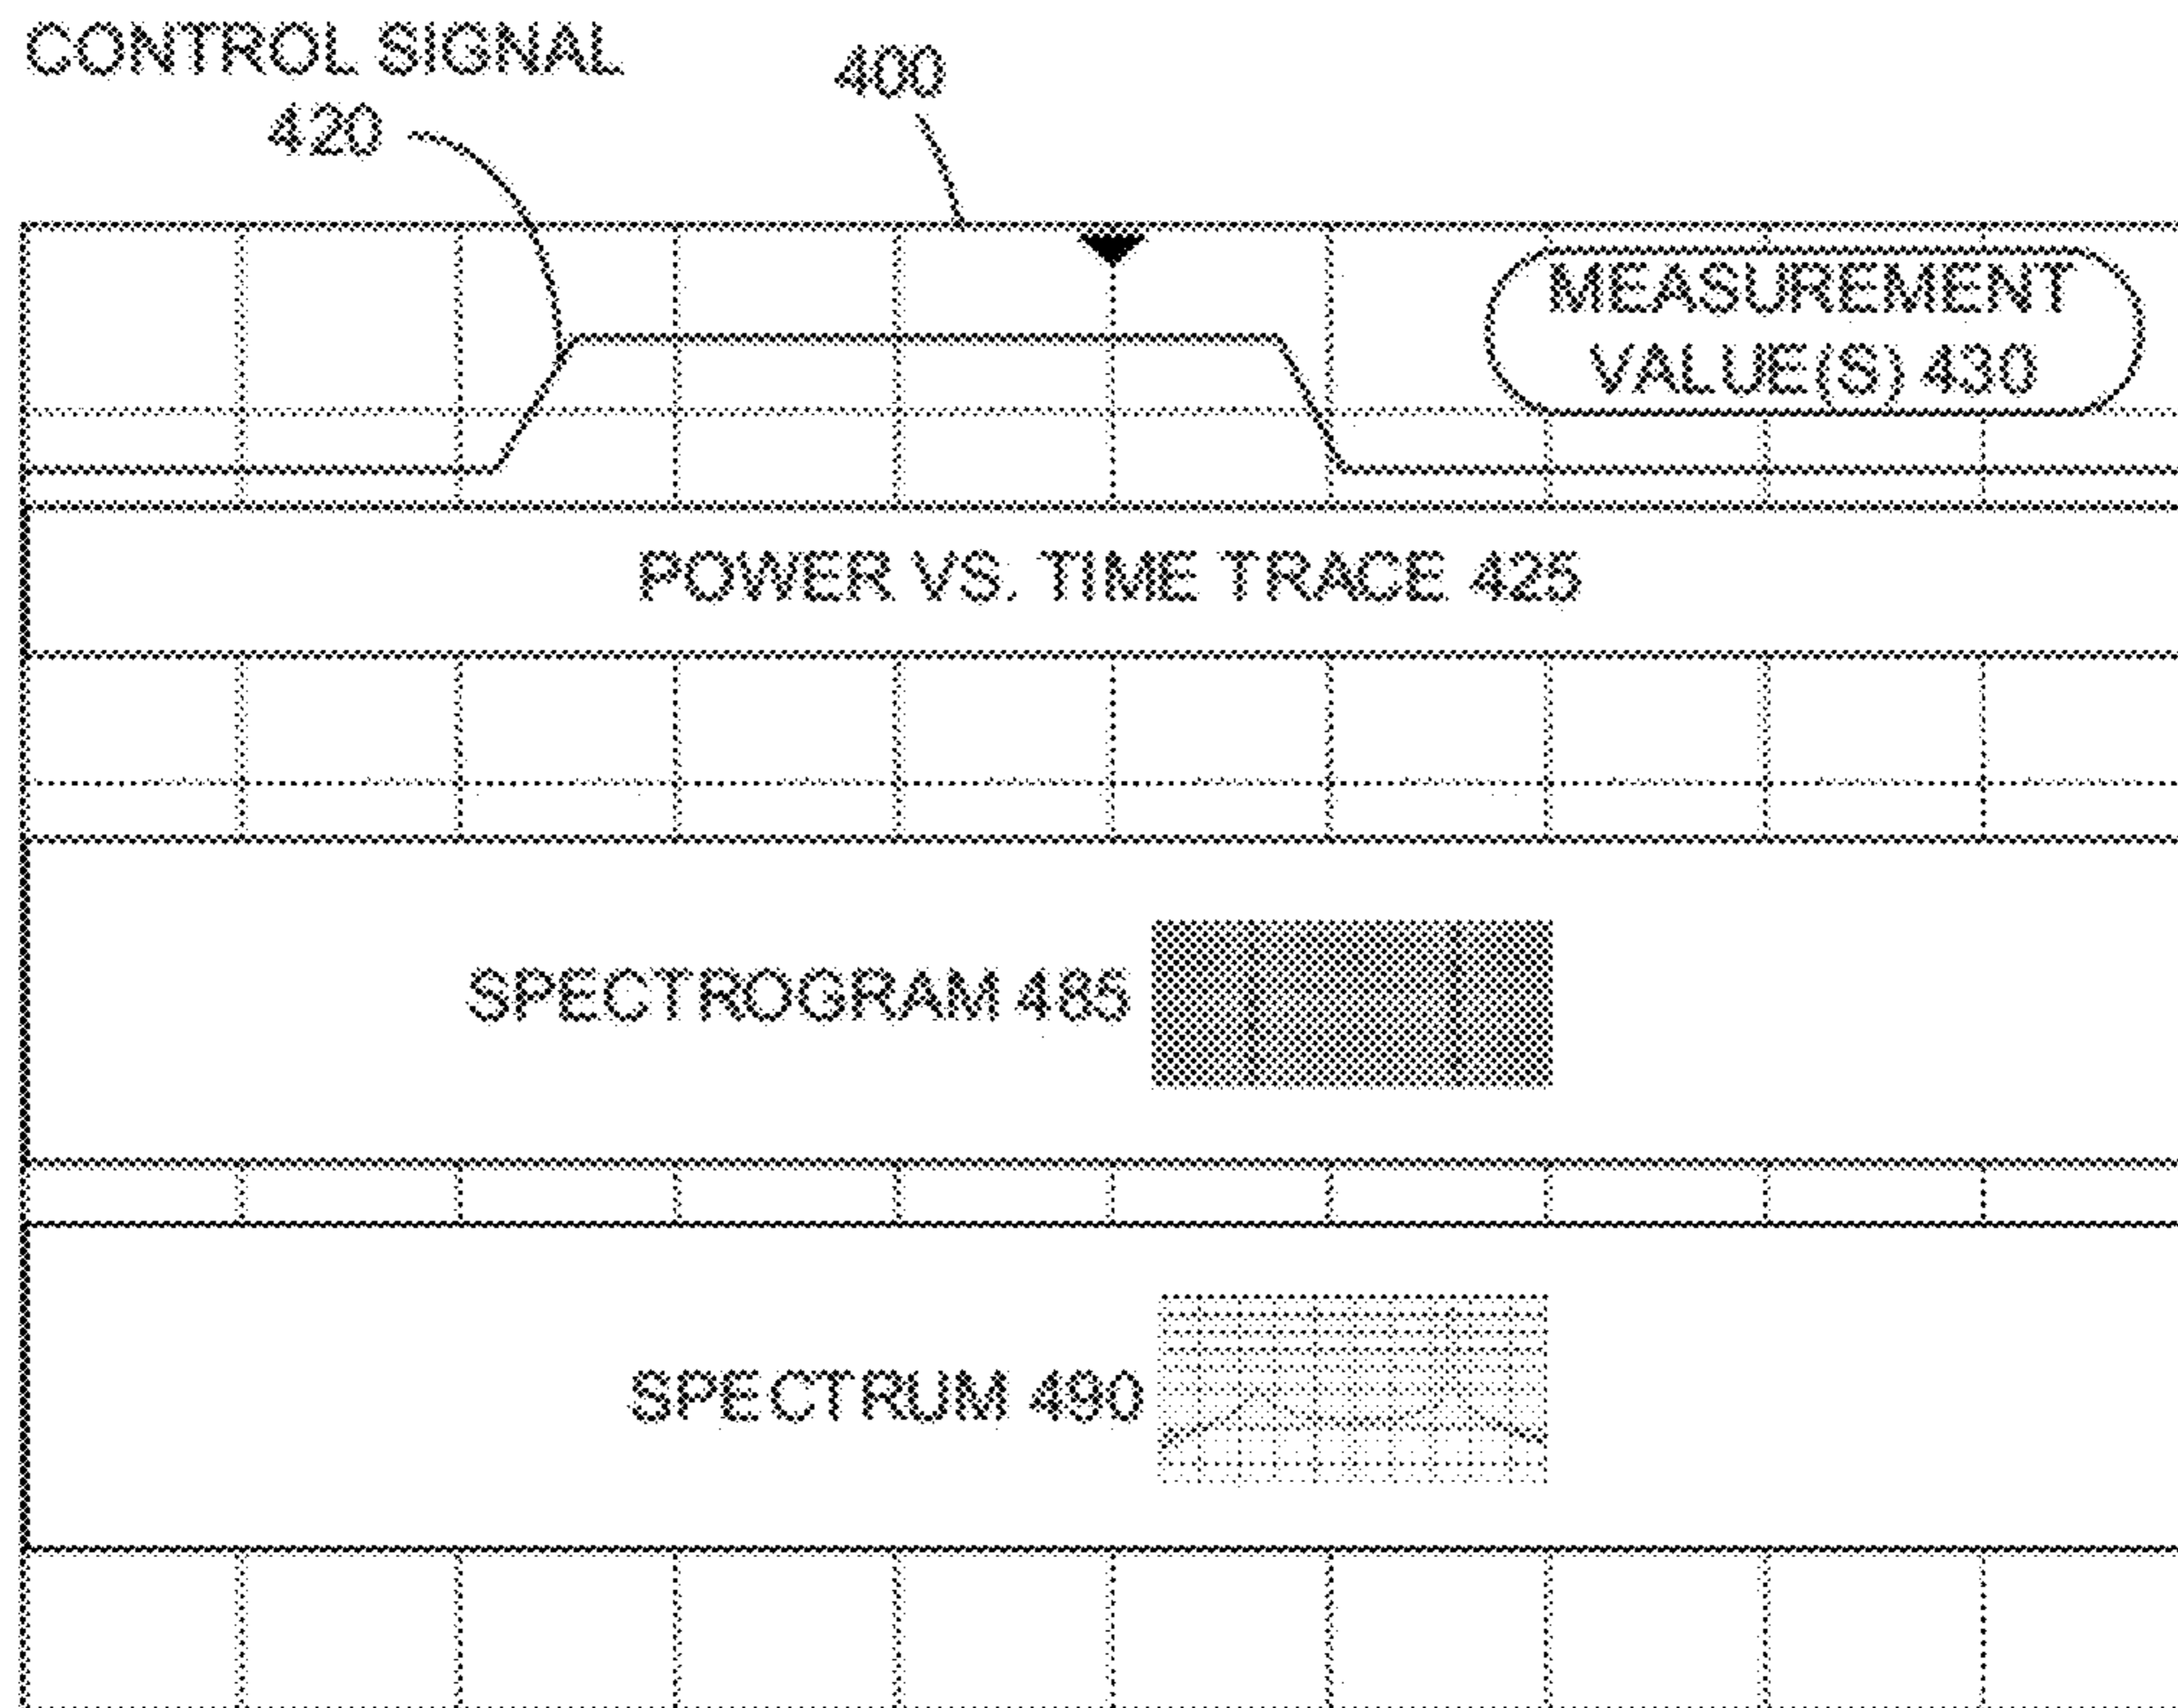 CONTROL SIGNAL
420
400
MEASUREMENT
VALUE(S) 430
POWER VS. TIME TRACE 425
SPECTROGRAM 485
SPECTRUM 490